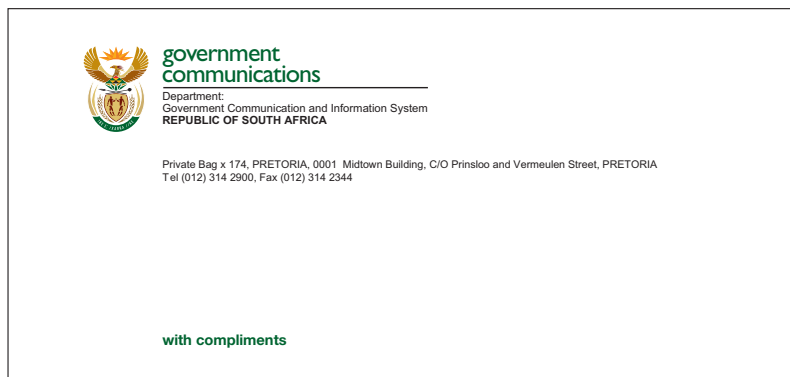 government
communications
Department:
Government Communication and Information System
REPUBLIC OF SOUTH AFRICA
Private Bag x 174, PRETORIA, 0001 Midtown Building, C/O Prinsloo and Vermeulen Street, PRETORIA
Tel (012) 314 2900, Fax (012) 314 2344
with compliments